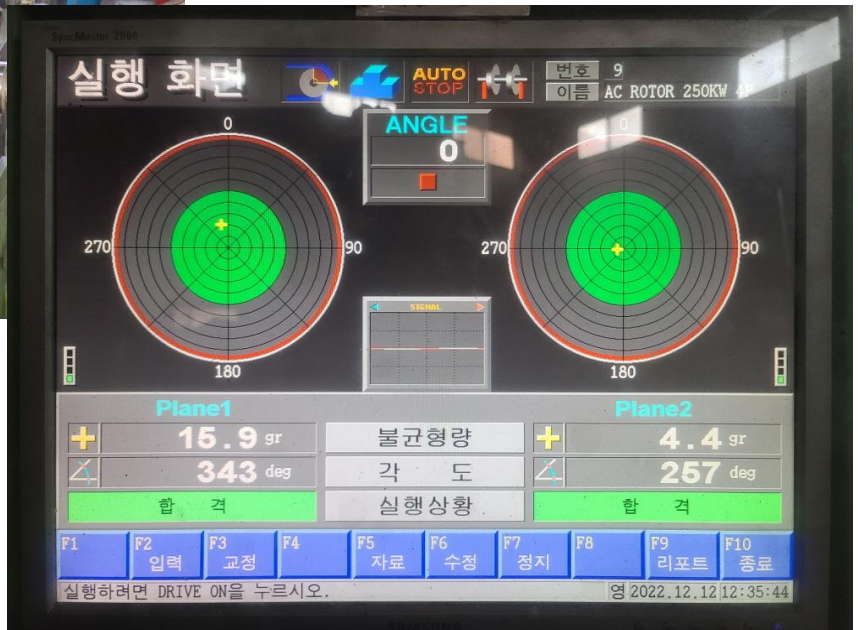 SyncMaster
실행 화면
AUTO STOP
번호 9
이름 AC ROTOR 250KW 4P
0
270 90
180
ANGLE
0
SIGNAL
0
270 90
180
Plane1
Plane2
15.9 gr 불균형량 4.4 gr
343 deg 각 도 257 deg
합 격 실행상황 합 격
F1 F2 입력 F3 교정 F4 F5 자료 F6 수정 F7 정지 F8 F9 리포트 F10 종료
실행하려면 DRIVE ON을 누르시오. 영 2022.12.12 12:35:44
SAMSUNG